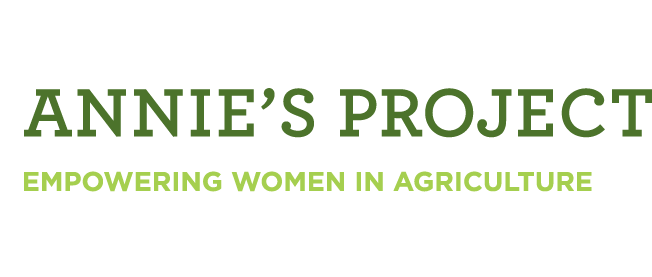 ANNIE’S PROJECT
EMPOWERING WOMEN IN AGRICULTURE